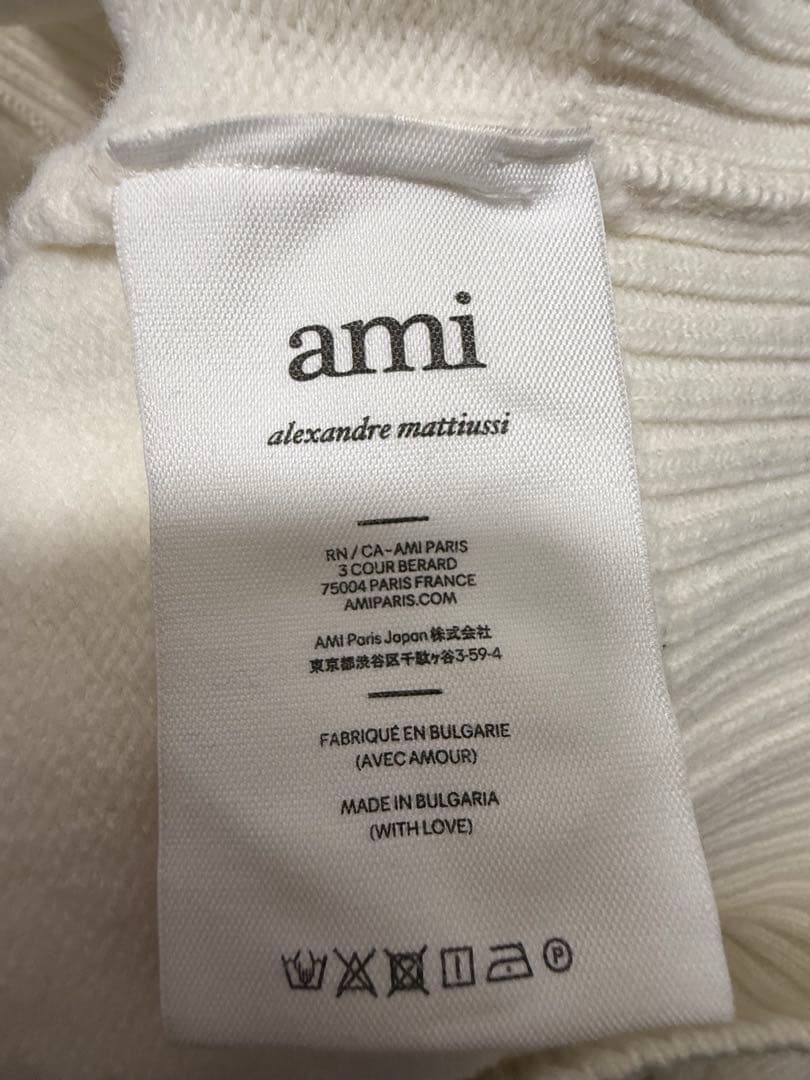 ami
alexandre mattiussi
RN / CA-AMI PARIS
3 COUR BERARD
75004 PARIS FRANCE
AMIPARIS.COM
AMI Paris Japan 株式会社
東京都渋谷区千駄ヶ谷3-59-4
FABRIQUÉ EN BULGARIE
(AVEC AMOUR)
MADE IN BULGARIA
(WITH LOVE)
P